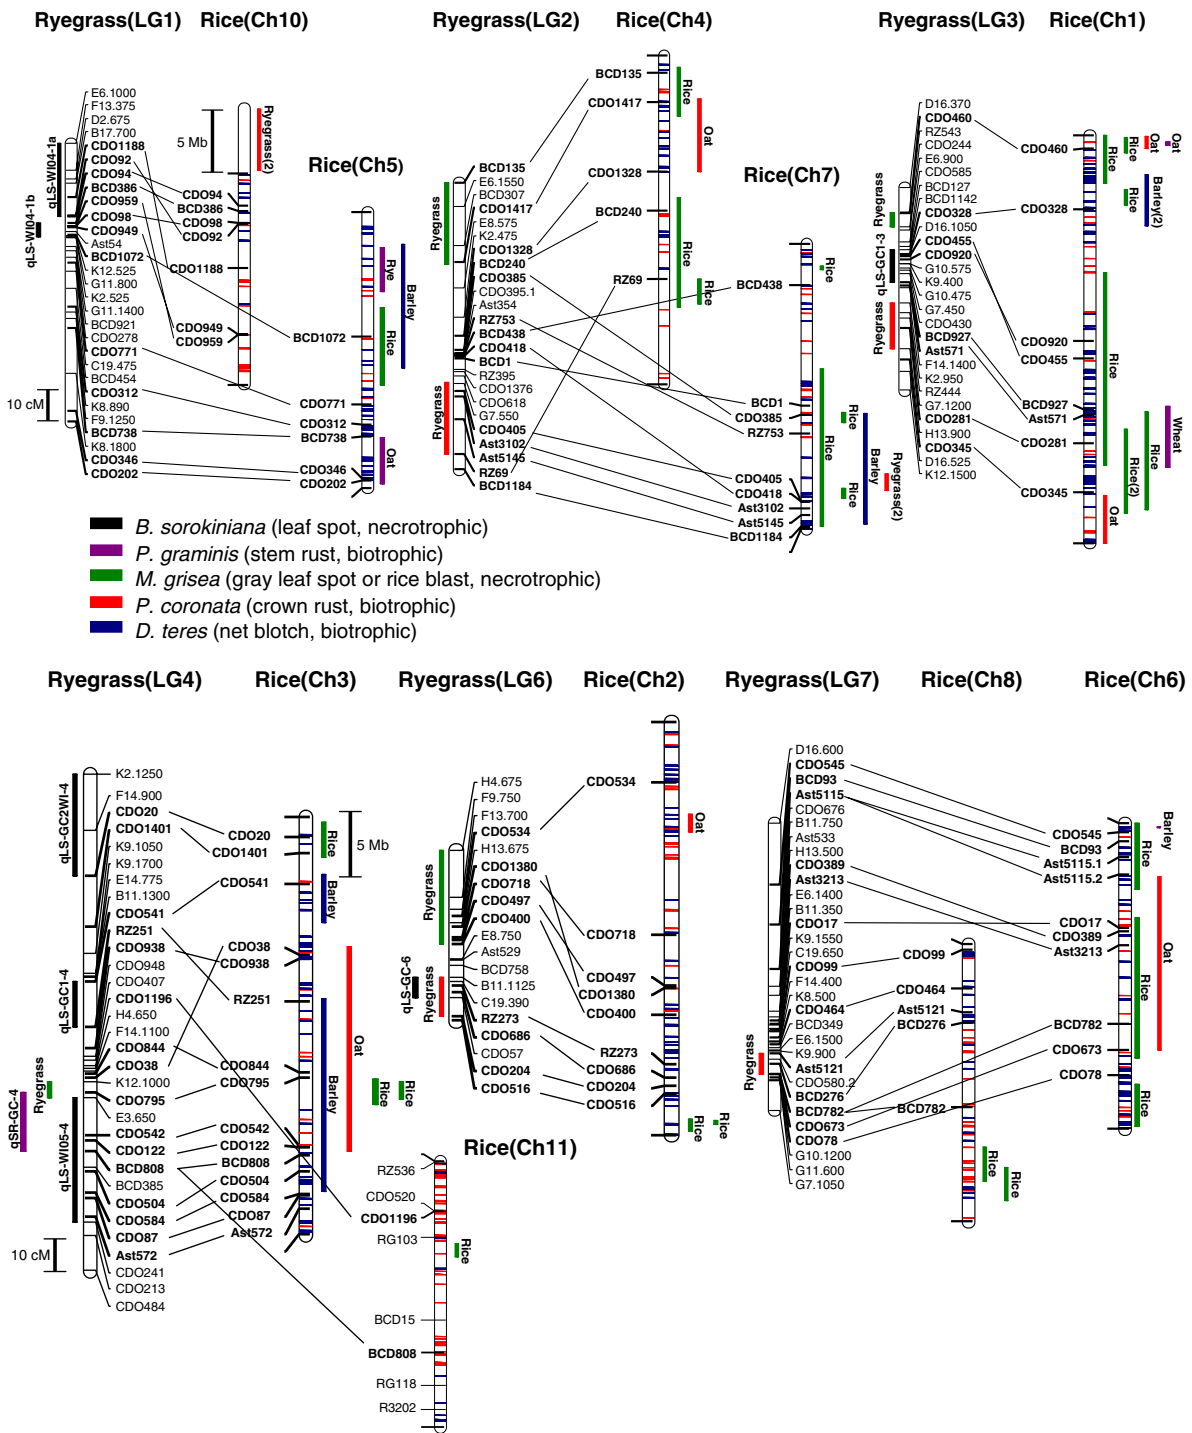 Ryegrass(LG1)
Rice(Ch10)
E6.1000
F13.375
D2.675
B17.700
CDO1188
CDO92
CDO94
BCD386
CDO959
CDO98
CDO949
Ast54
BCD1072
K12.525
G11.800
K2.525
G11.1400
BCD921
CDO278
CDO771
C19.475
BCD454
CDO312
K8.890
F9.1250
BCD738
K8.1800
CDO346
CDO202
qLS-WI04-1a
qLS-WI04-1b
10 cM
5 Mb
Ryegrass(2)
CDO94
BCD386
CDO98
CDO92
CDO1188
CDO949
CDO959
Rice(Ch5)
BCD1072
CDO771
CDO312
BCD738
CDO346
CDO202
Rye
Barley
Rice
Oat
Ryegrass(LG2)
Rice(Ch4)
BCD135
E6.1550
BCD307
CDO1417
E8.575
K2.475
CDO1328
BCD240
CDO385
CDO395.1
Ast354
RZ753
BCD438
CDO418
BCD1
RZ395
CDO1376
CDO618
G7.550
CDO405
Ast3102
Ast5145
RZ69
BCD1184
Ryegrass
Ryegrass
BCD135
CDO1417
CDO1328
BCD240
RZ69
Rice
Oat
Rice
Rice
Rice(Ch7)
BCD438
BCD1
CDO385
RZ753
CDO405
CDO418
Ast3102
Ast5145
BCD1184
Rice
Rice
Rice
Rice
Barley
Ryegrass(2)
Ryegrass(LG3)
Rice(Ch1)
D16.370
CDO460
RZ543
CDO244
E6.900
CDO585
BCD127
BCD1142
CDO328
D16.1050
CDO455
CDO920
G10.575
K9.400
G10.475
G7.450
CDO430
BCD927
Ast571
F14.1400
K2.950
RZ444
G7.1200
CDO281
H13.900
CDO345
D16.525
K12.1500
Ryegrass
qLS-GC1-3
Ryegrass
CDO460
CDO328
CDO920
CDO455
BCD927
Ast571
CDO281
CDO345
Rice
Rice
Oat
Oat
Rice
Barley(2)
Rice
Wheat
Rice
Rice(2)
Oat
B. sorokiniana (leaf spot, necrotrophic)
P. graminis (stem rust, biotrophic)
M. grisea (gray leaf spot or rice blast, necrotrophic)
P. coronata (crown rust, biotrophic)
D. teres (net blotch, biotrophic)
Ryegrass(LG4)
Rice(Ch3)
K2.1250
F14.900
CDO20
CDO1401
K9.1050
K9.1700
E14.775
B11.1300
CDO541
RZ251
CDO938
CDO948
CDO407
CDO1196
H4.650
F14.1100
CDO844
CDO38
K12.1000
CDO795
E3.650
CDO542
CDO122
BCD808
BCD385
CDO504
CDO584
CDO87
Ast572
CDO241
CDO213
CDO484
qLS-GC2WI-4
qLS-GC1-4
Ryegrass
qSR-GC-4
qLS-WI05-4
10 cM
CDO20
CDO1401
CDO541
CDO38
CDO938
RZ251
CDO844
CDO795
CDO542
CDO122
BCD808
CDO504
CDO584
CDO87
Ast572
5 Mb
Rice
Barley
Oat
Barley
Rice
Rice
Ryegrass(LG6)
Rice(Ch2)
H4.675
F9.750
F13.700
CDO534
H13.675
CDO1380
CDO718
CDO497
CDO400
E8.750
Ast529
BCD758
B11.1125
C19.390
RZ273
CDO686
CDO57
CDO204
CDO516
Ryegrass
qLS-GC-6
Ryegrass
CDO534
CDO718
CDO497
CDO1380
CDO400
RZ273
CDO686
CDO204
CDO516
Oat
Rice
Rice
Rice(Ch11)
RZ536
CDO520
CDO1196
RG103
BCD15
BCD808
RG118
R3202
Rice
Ryegrass(LG7)
Rice(Ch8)
Rice(Ch6)
D16.600
CDO545
BCD93
Ast5115
CDO676
B11.750
Ast533
H13.500
CDO389
Ast3213
E6.1400
B11.350
CDO17
K9.1550
C19.650
CDO99
F14.400
K8.500
CDO464
BCD349
E6.1500
K9.900
Ast5121
CDO580.2
BCD276
BCD782
CDO673
CDO78
G10.1200
G11.600
G7.1050
Ryegrass
CDO99
CDO464
Ast5121
BCD276
BCD782
Rice
Rice
CDO545
BCD93
Ast5115.1
Ast5115.2
CDO17
CDO389
Ast3213
BCD782
CDO673
CDO78
Barley
Rice
Oat
Rice
Rice